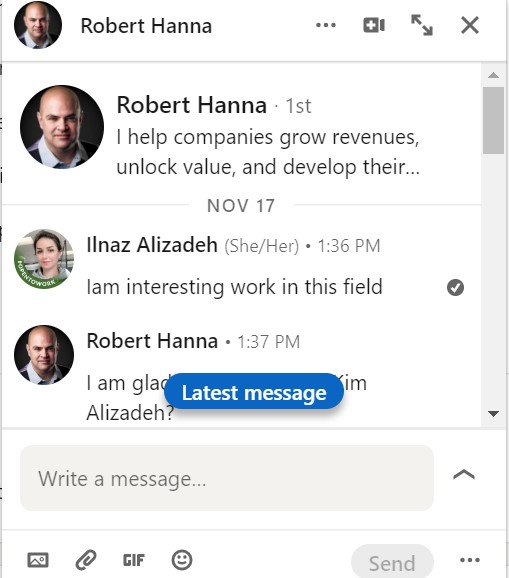 Robert Hanna
Robert Hanna · 1st
I help companies grow revenues,
unlock value, and develop their...
NOV 17
Ilnaz Alizadeh (She/Her) • 1:36 PM
Iam interesting work in this field
#OPENTOWORK
Robert Hanna • 1:37 PM
I am glad Kim
Latest message
Alizadeh?
Write a message...
GIF
Send